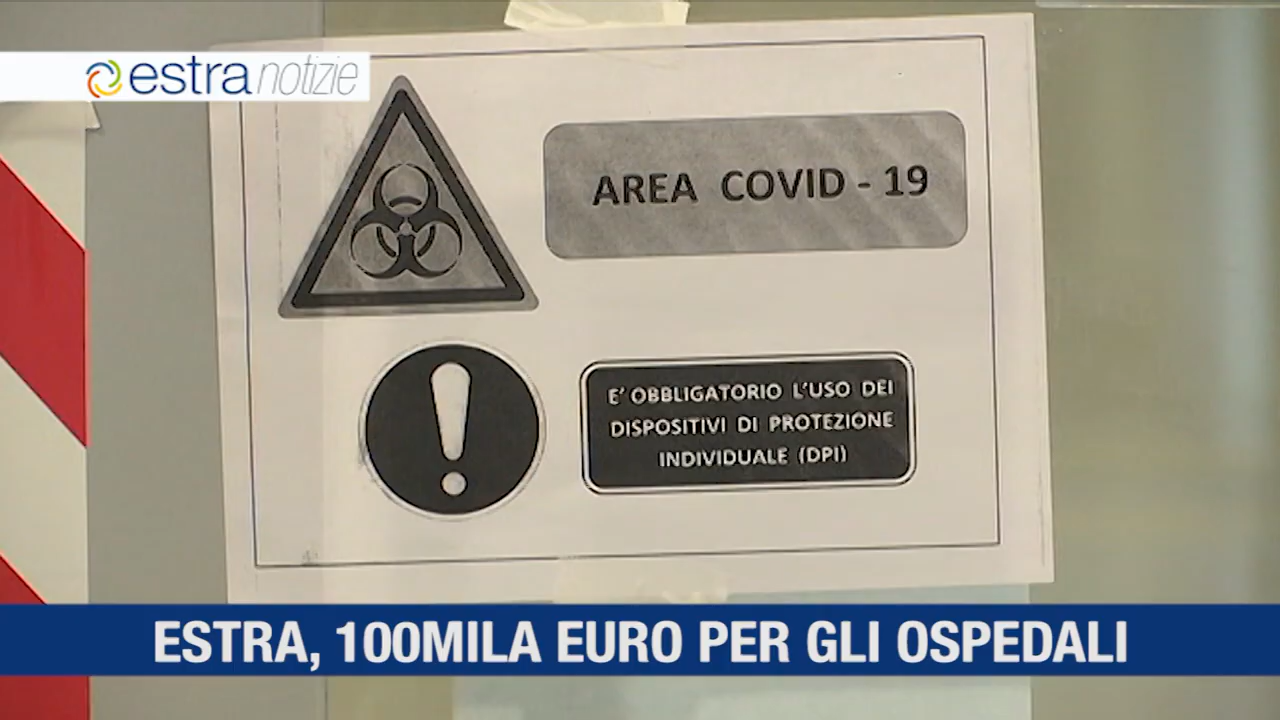 estra notizie
AREA COVID - 19
E' OBBLIGATORIO L'USO DEI
DISPOSITIVI DI PROTEZIONE
INDIVIDUALE (DPI)
ESTRA, 100MILA EURO PER GLI OSPEDALI